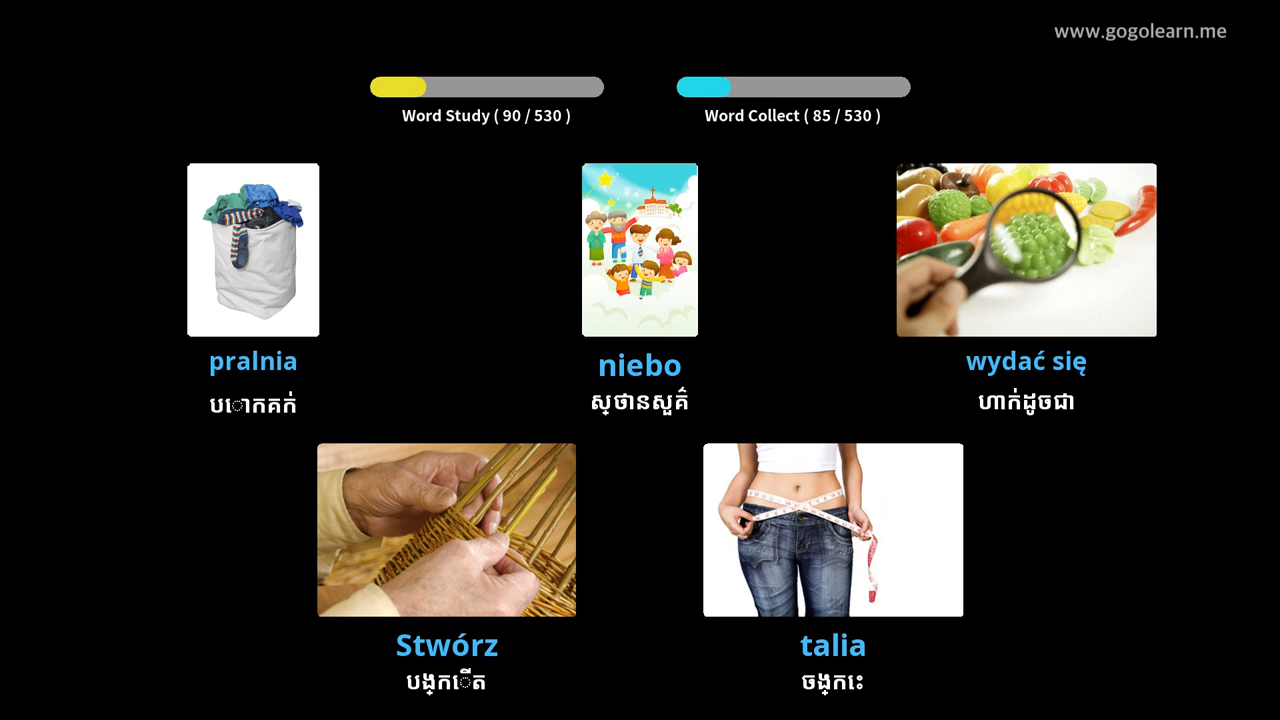 www.gogolearn.me
Word Study ( 90 / 530 )
Word Collect ( 85 / 530 )
pralnia
បោកគក់
niebo
ស្ថានសួគ៌
wydać się
ហាក់ដូចជា
Stwórz
បង្កើត
talia
ចង្កេះ